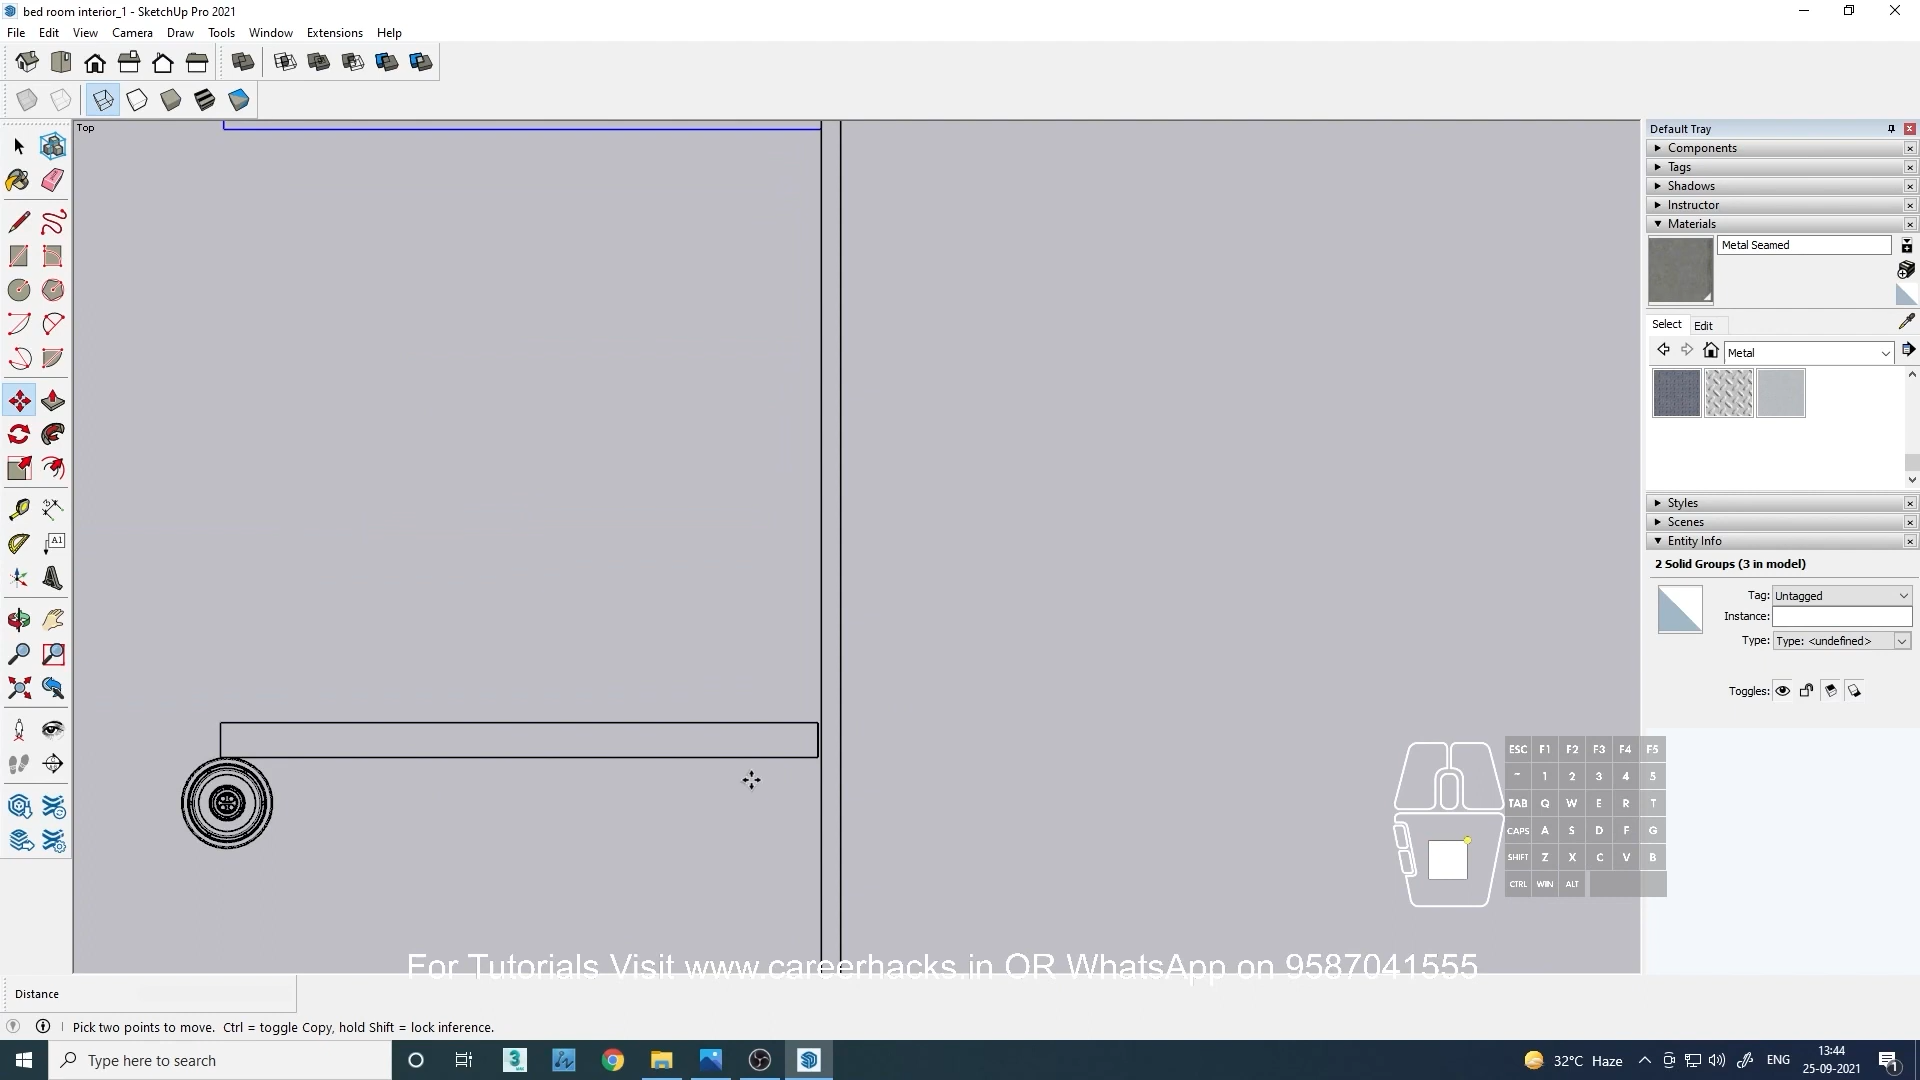 bed room interior_1 - SketchUp Pro 2021
File Edit View Camera Draw Tools Window Extensions Help
Top
Default Tray
Components
Tags
Shadows
Instructor
Materials
Metal Seamed
Select Edit
Metal
Styles
Scenes
Entity Info
2 Solid Groups (3 in model)
Tag: Untagged
Instance:
Type: Type: <undefined>
Toggles:
A1
ESC F1 F2 F3 F4 F5
~ 1 2 3 4 5
TAB Q W E R T
CAPS A S D F G
SHIFT Z X C V B
CTRL WIN ALT
For Tutorials Visit www.careerhacks.in OR WhatsApp on 9587041555
Distance
Pick two points to move. Ctrl = toggle Copy, hold Shift = lock inference.
Type here to search
32°C Haze
ENG
13:44
25-09-2021
1